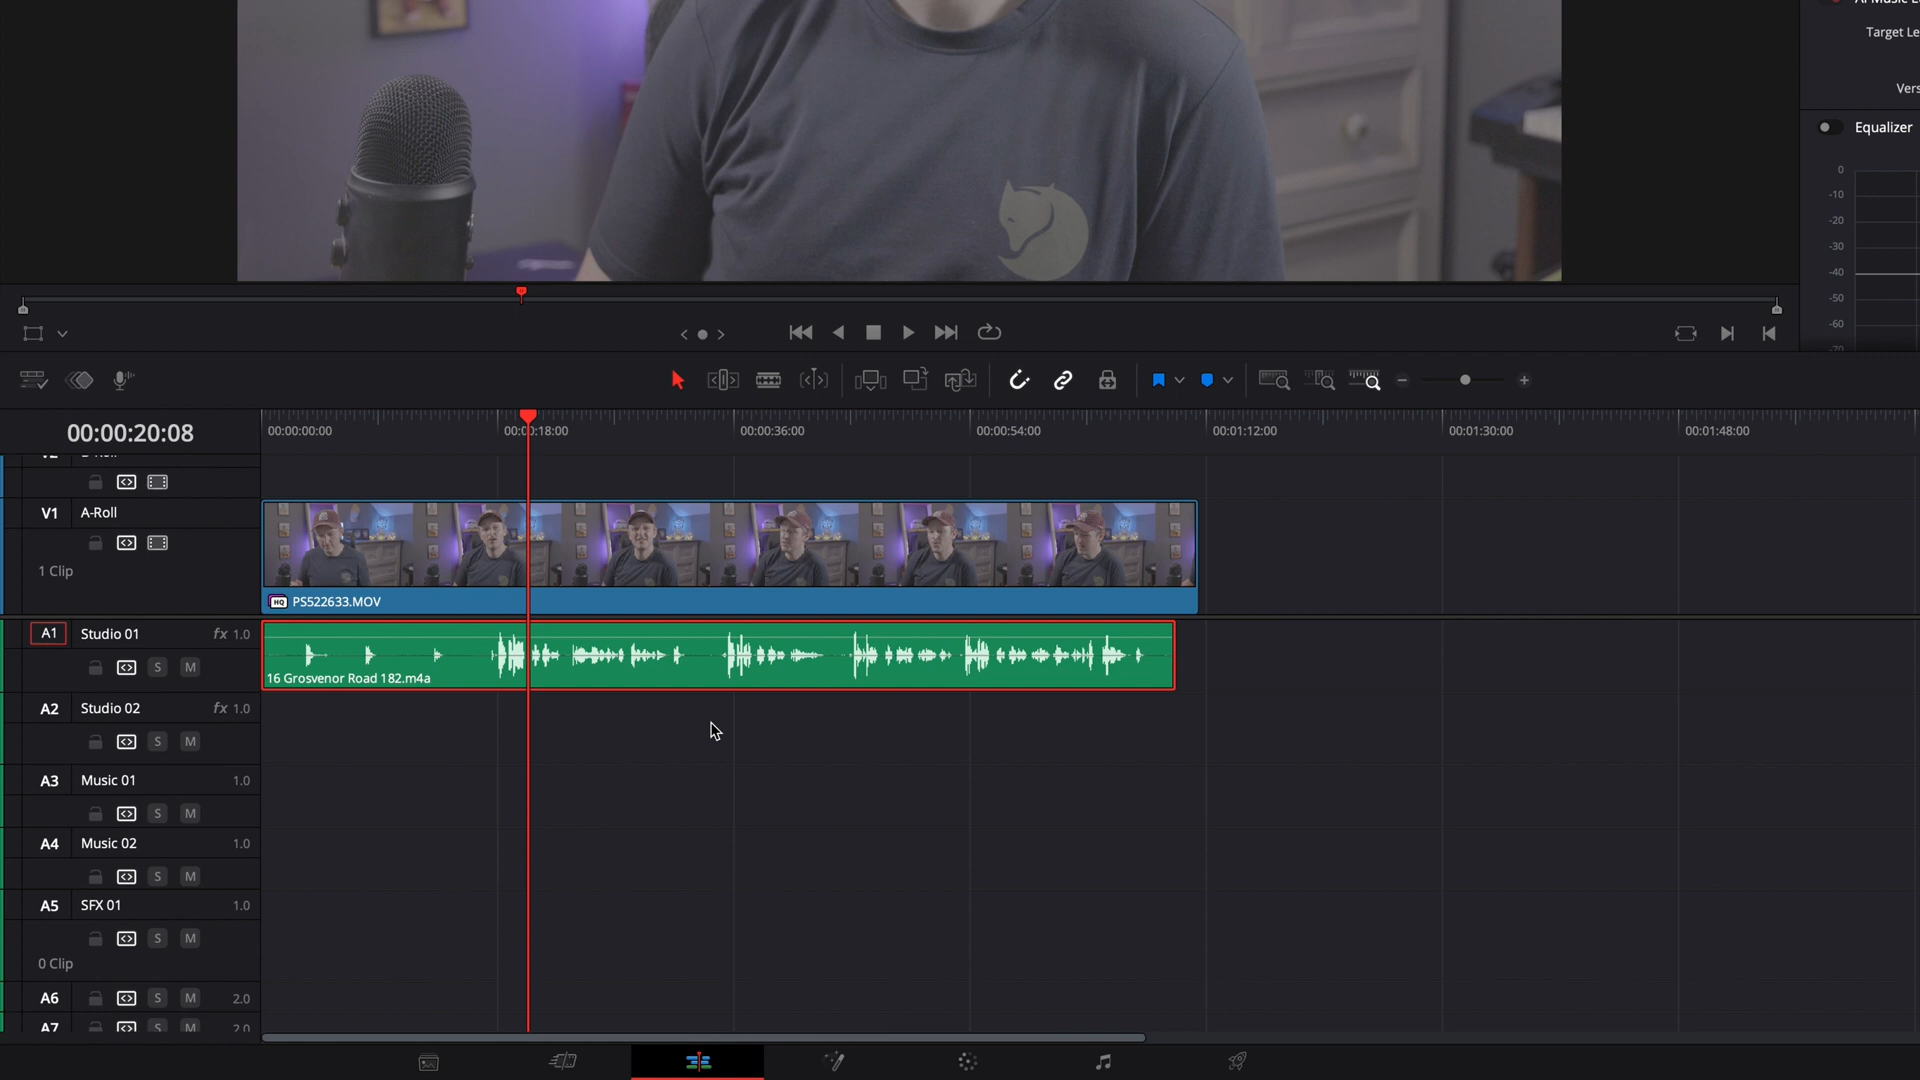 Target Le
Vers
Equalizer
0
-10
-20
-30
-40
-50
-60
00:00:20:08
00:00:00:00
00:00:18:00
00:00:36:00
00:00:54:00
00:01:12:00
00:01:30:00
00:01:48:00
V1 A-Roll
1 Clip
HQ PS522633.MOV
A1 Studio 01 fx 1.0
S M
16 Grosvenor Road 182.m4a
A2 Studio 02 fx 1.0
S M
A3 Music 01 1.0
S M
A4 Music 02 1.0
S M
A5 SFX 01 1.0
S M
0 Clip
A6 S M 2.0
A7 S M 2.0